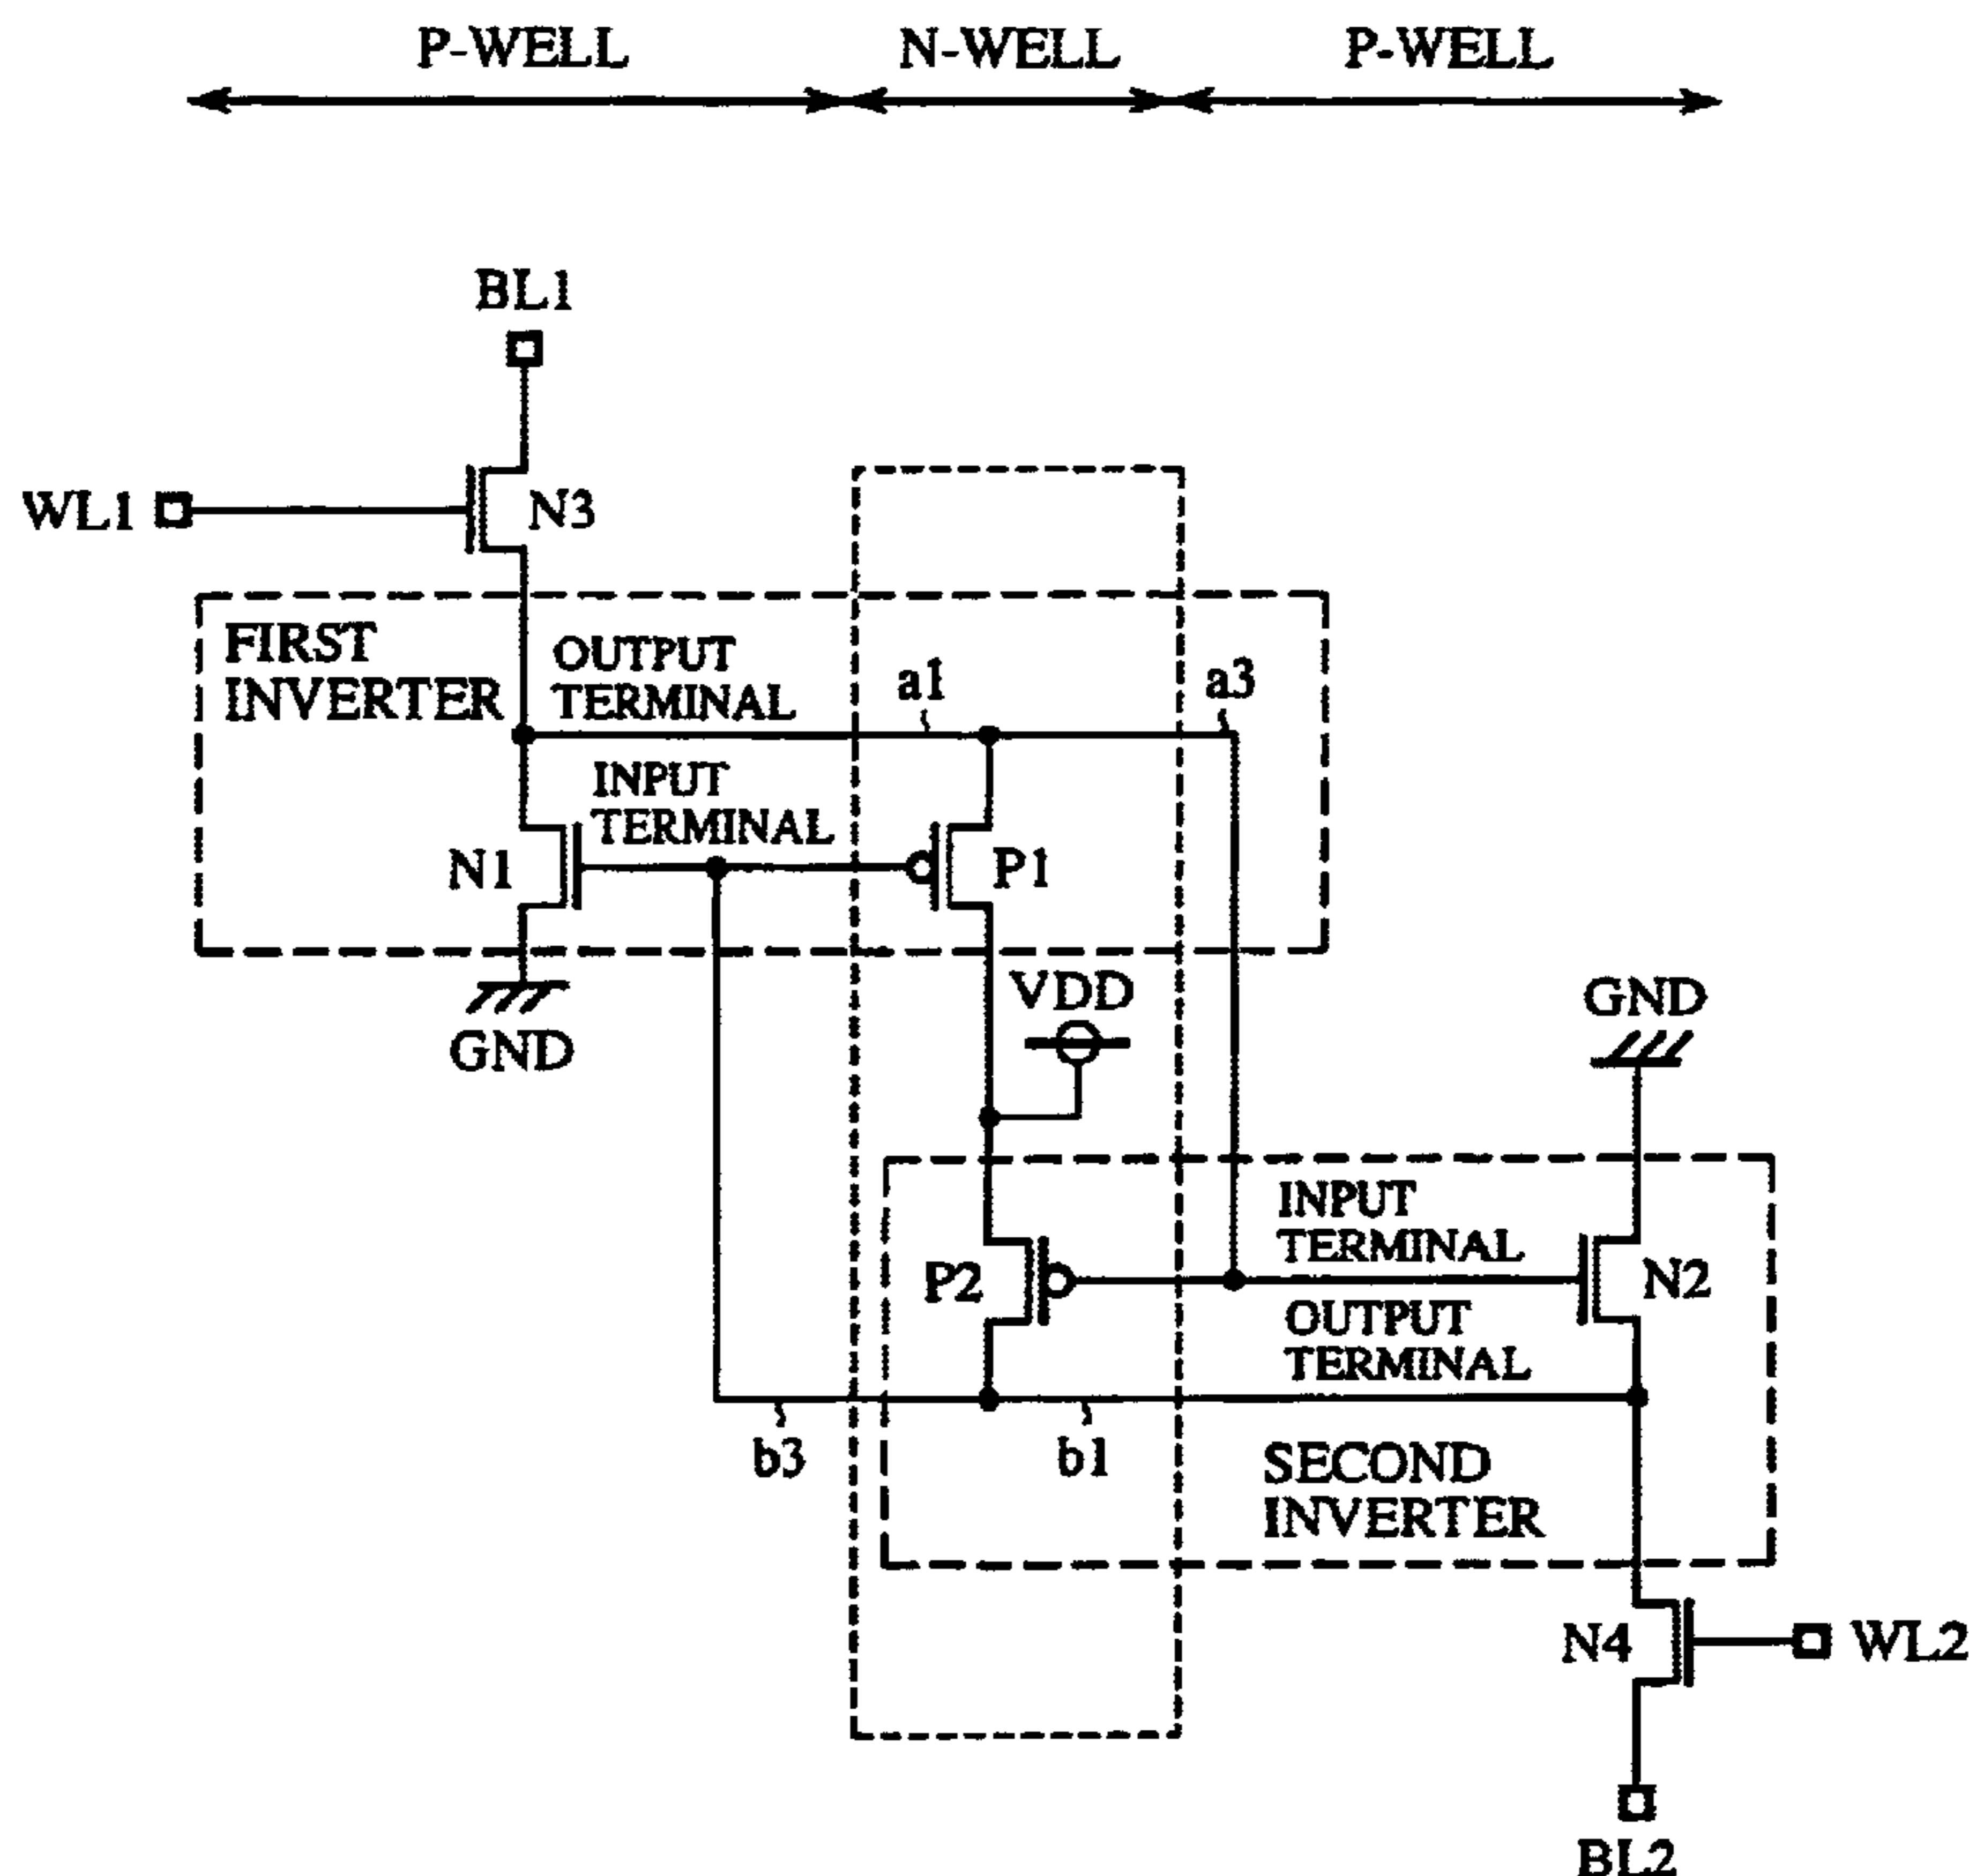 P-WELL N-WELL P-WELL
BL1
WL1
N3
FIRST
INVERTER
OUTPUT
TERMINAL
a1
a3
INPUT
TERMINAL
N1
P1
VDD
GND
GND
INPUT
TERMINAL
P2
N2
OUTPUT
TERMINAL
b3
b1
SECOND
INVERTER
N4
WL2
BL2